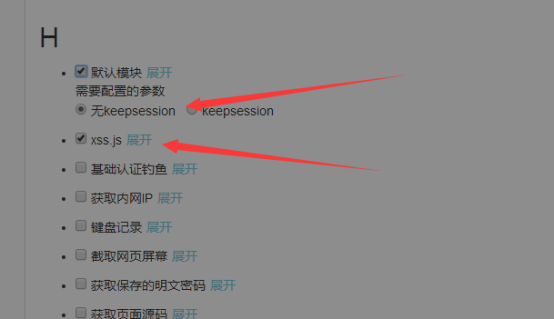 H
默认模块 展开
需要配置的参数
无keepsession keepsession
xss.js 展开
基础认证钓鱼 展开
获取内网IP 展开
键盘记录 展开
截取网页屏幕 展开
获取保存的明文密码 展开
获取页面源码 展开